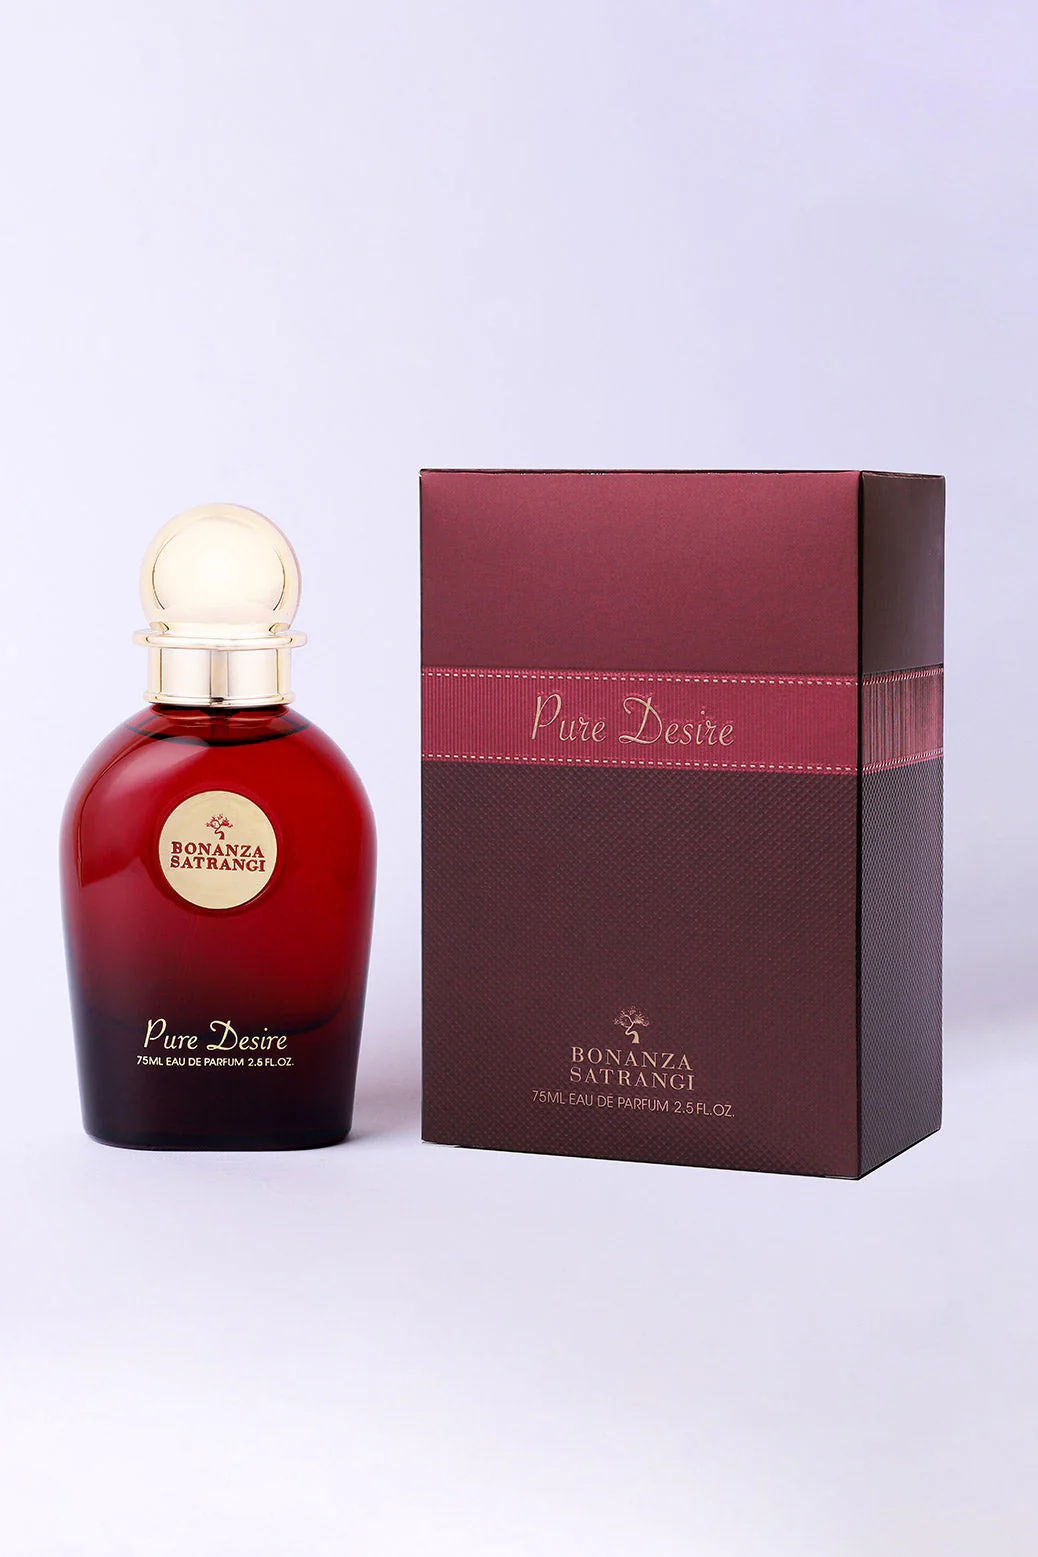 BONANZA
SATRANGI
Pure Desire
75ML EAU DE PARFUM 2.5 FL.OZ.
Pure Desire
BONANZA
SATRANGI
75ML EAU DE PARFUM 2.5 FL.OZ.